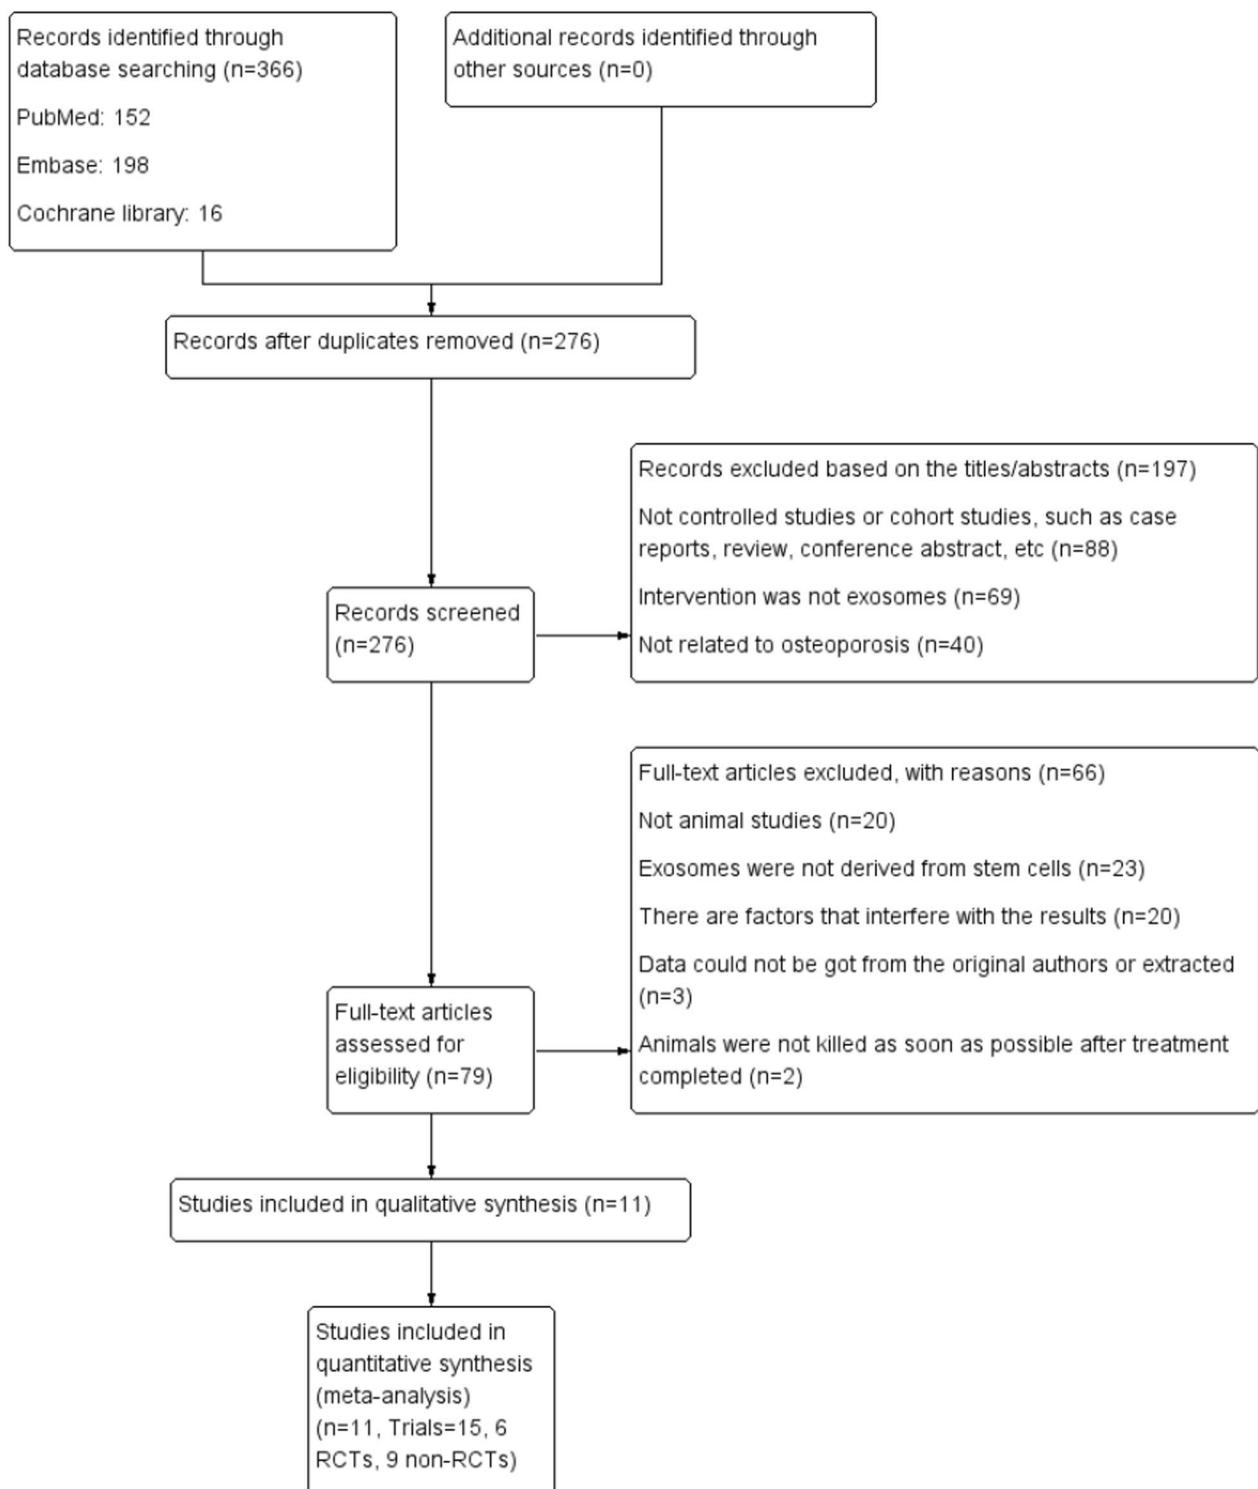 Records identified through
database searching (n=366)
PubMed: 152
Embase: 198
Cochrane library: 16
Additional records identified through
other sources (n=0)
Records after duplicates removed (n=276)
Records excluded based on the titles/abstracts (n=197)
Not controlled studies or cohort studies, such as case
reports, review, conference abstract, etc (n=88)
Intervention was not exosomes (n=69)
Not related to osteoporosis (n=40)
Records screened
(n=276)
Full-text articles excluded, with reasons (n=66)
Not animal studies (n=20)
Exosomes were not derived from stem cells (n=23)
There are factors that interfere with the results (n=20)
Data could not be got from the original authors or extracted
(n=3)
Animals were not killed as soon as possible after treatment
completed (n=2)
Full-text articles
assessed for
eligibility (n=79)
Studies included in qualitative synthesis (n=11)
Studies included in
quantitative synthesis
(meta-analysis)
(n=11, Trials=15, 6
RCTs, 9 non-RCTs)